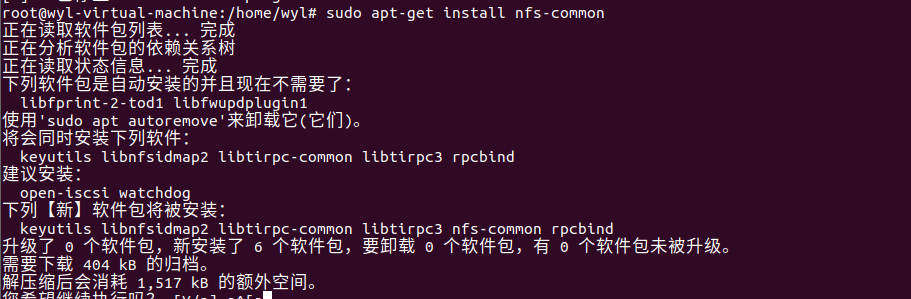 root@wyl-virtual-machine:/home/wyl# sudo apt-get install nfs-common
正在读取软件包列表... 完成
正在分析软件包的依赖关系树
正在读取状态信息... 完成
下列软件包是自动安装的并且现在不需要了：
libfprint-2-tod1 libfwupdplugin1
使用'sudo apt autoremove'来卸载它(它们)。
将会同时安装下列软件：
keyutils libnfsidmap2 libtirpc-common libtirpc3 rpcbind
建议安装：
open-iscsi watchdog
下列【新】软件包将被安装：
keyutils libnfsidmap2 libtirpc-common libtirpc3 nfs-common rpcbind
升级了 0 个软件包，新安装了 6 个软件包，要卸载 0 个软件包，有 0 个软件包未被升级。
需要下载 404 kB 的归档。
解压缩后会消耗 1,517 kB 的额外空间。
您希望继续执行吗？